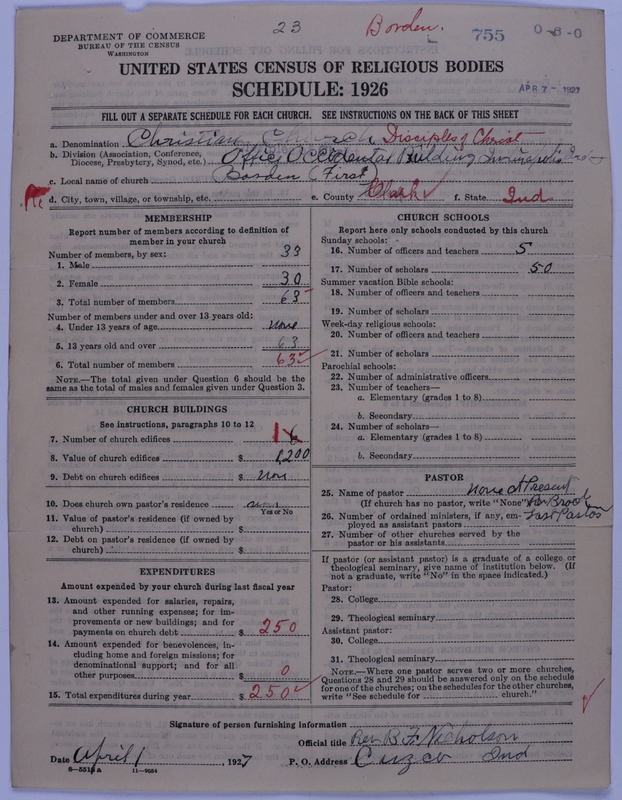 DEPARTMENT OF COMMERCE
BUREAU OF THE CENSUS
WASHINGTON
23
Borden.
755
0-8-0
UNITED STATES CENSUS OF RELIGIOUS BODIES
SCHEDULE: 1926
APR 7 - 1927
FILL OUT A SEPARATE SCHEDULE FOR EACH CHURCH. SEE INSTRUCTIONS ON THE BACK OF THIS SHEET
a. Denomination Christian Church Disciples of Christ
b. Division (Association, Conference,
Diocese, Presbytery, Synod, etc.) Office Building
c. Local name of church Borden (First)
d. City, town, village, or township, etc. e. County Clark f. State Ind
MEMBERSHIP
Report number of members according to definition of
member in your church
Number of members, by sex:
1. Male 33
2. Female 30
3. Total number of members 63
Number of members under and over 13 years old:
4. Under 13 years of age none
5. 13 years old and over 63
6. Total number of members 63
NOTE.—The total given under Question 6 should be the
same as the total of males and females given under Question 3.
CHURCH BUILDINGS
See instructions, paragraphs 10 to 12
7. Number of church edifices 1
8. Value of church edifices $ 1,200
9. Debt on church edifices $ non
10. Does church own pastor's residence
Yes or No
11. Value of pastor's residence (if owned by
church) $
12. Debt on pastor's residence (if owned by
church) $
EXPENDITURES
Amount expended by your church during last fiscal year
13. Amount expended for salaries, repairs,
and other running expenses; for im-
provements or new buildings; and for
payments on church debt $ 250
14. Amount expended for benevolences, in-
cluding home and foreign missions; for
denominational support; and for all
other purposes $ 0
15. Total expenditures during year $ 250
CHURCH SCHOOLS
Report here only schools conducted by this church
Sunday schools:
16. Number of officers and teachers 5
17. Number of scholars 50
Summer vacation Bible schools:
18. Number of officers and teachers
19. Number of scholars
Week-day religious schools:
20. Number of officers and teachers
21. Number of scholars
Parochial schools:
22. Number of administrative officers
23. Number of teachers—
a. Elementary (grades 1 to 8)
b. Secondary
24. Number of scholars—
a. Elementary (grades 1 to 8)
b. Secondary
PASTOR
25. Name of pastor none at Present
(If church has no pastor, write "None") Rev Brock
26. Number of ordained ministers, if any, em- Last Pastor
ployed as assistant pastors
27. Number of other churches served by the
pastor or his assistants
If pastor (or assistant pastor) is a graduate of a college or
theological seminary, give name of institution below. (If
not a graduate, write "No" in the space indicated.)
Pastor:
28. College
29. Theological seminary
Assistant pastor:
30. College
31. Theological seminary
NOTE.—Where one pastor serves two or more churches,
Questions 28 and 29 should be answered only on the schedule
for one of the churches; on the schedules for the other churches,
write "See schedule for church."
Signature of person furnishing information
Official title Rev. B. F. Nicholson
Date April 1, 1927 P. O. Address Cuzco Ind
8-5518a 11-9054